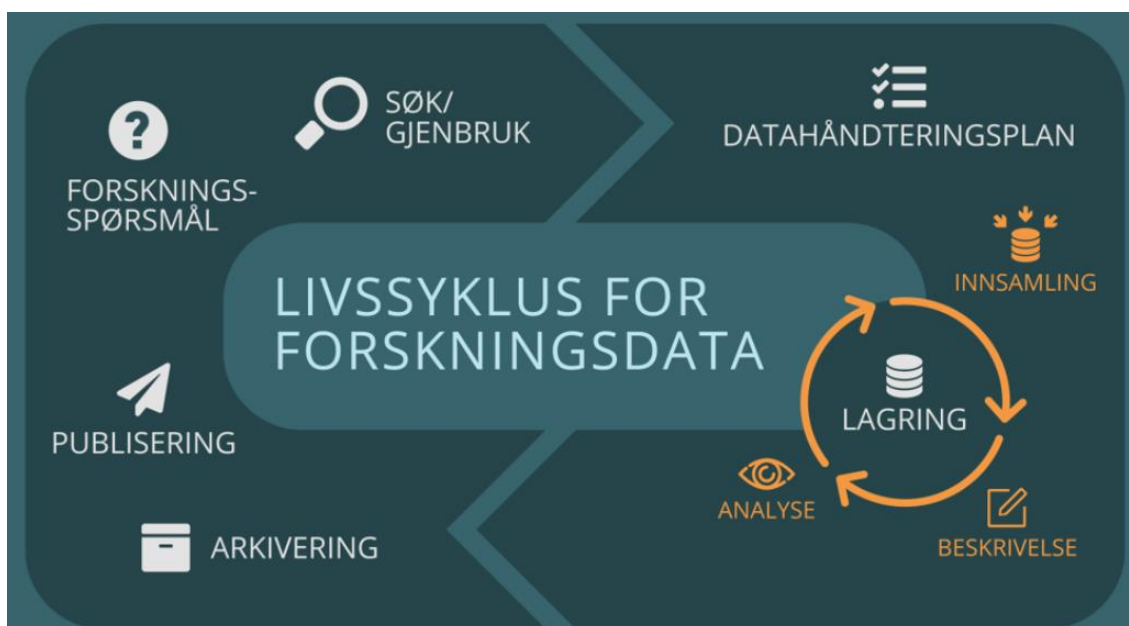 SØK/
GJENBRUK
FORSKNINGS-
SPØRSMÅL
DATAHÅNDTERINGSPLAN
INNSAMLING
LIVSSYKLUS FOR
FORSKNINGSDATA
LAGRING
BESKRIVELSE
ANALYSE
PUBLISERING
ARKIVERING